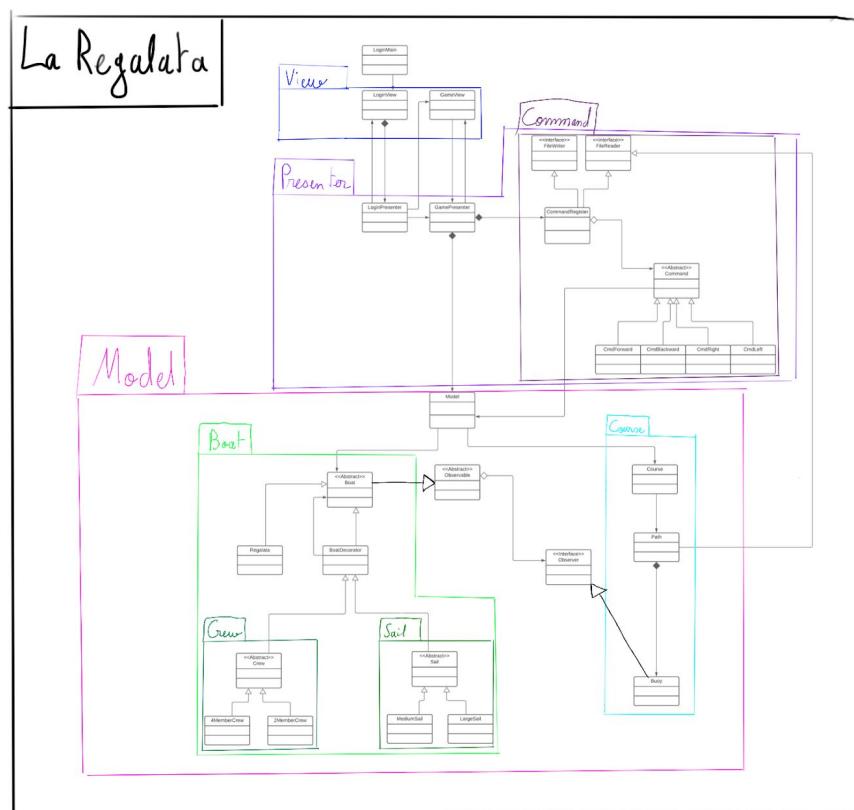 La Regalata
LoginMain
View
LoginView
GameView
Command
<<Interface>>
FileWriter
<<Interface>>
FileReader
Presenter
LoginPresenter
GamePresenter
CommandRegister
<<Abstract>>
Command
CmdForward
CmdBlackward
CmdRight
CmdLeft
Model
Model
Boat
Course
<<Abstract>>
Boat
<<Abstract>>
Observable
Course
Regalata
BoatDecorator
<<Interface>>
Observer
Path
Crew
Sail
<<Abstract>>
Crew
<<Abstract>>
Sail
Buoy
4MemberCrew
2MemberCrew
MediumSail
LargeSail